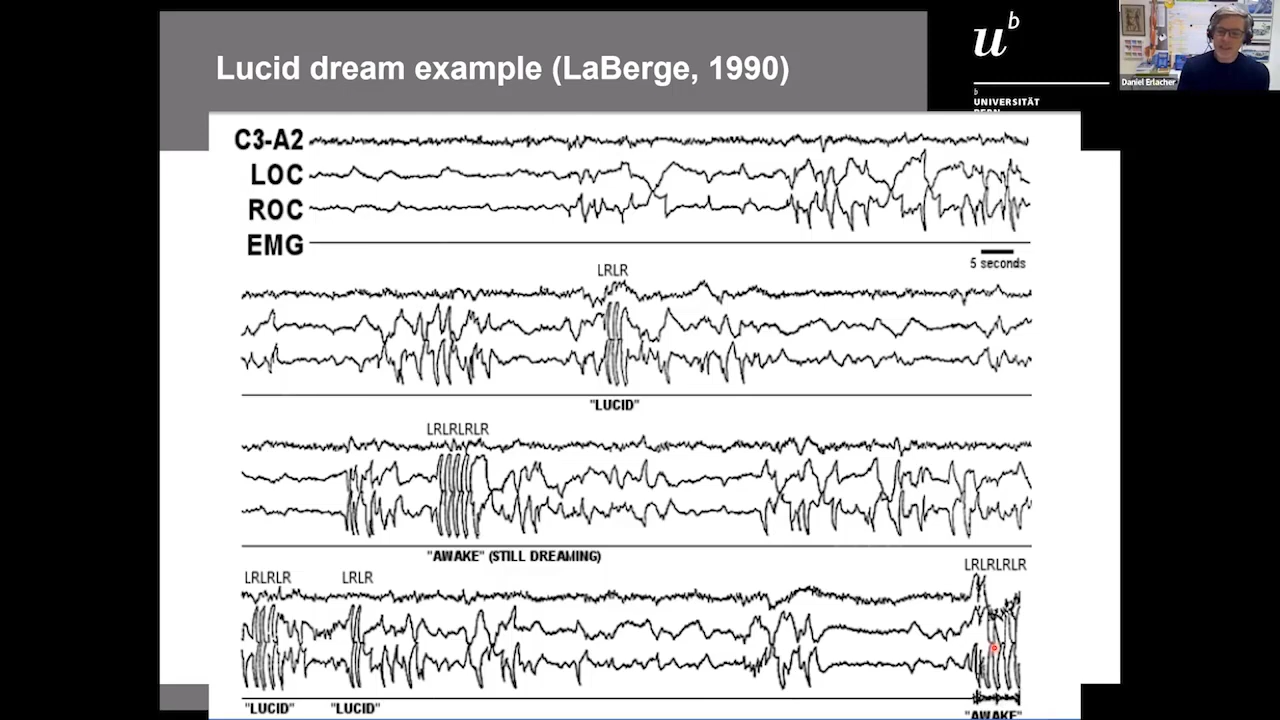 Lucid dream example (LaBerge, 1990)
u b
b
UNIVERSITÄT
BERN
Daniel Erlacher
C3-A2
LOC
ROC
EMG
5 seconds
LRLR
"LUCID"
LRLRLRLR
"AWAKE" (STILL DREAMING)
LRLRLR LRLR LRLRLRLR
"LUCID" "LUCID" "AWAKE"